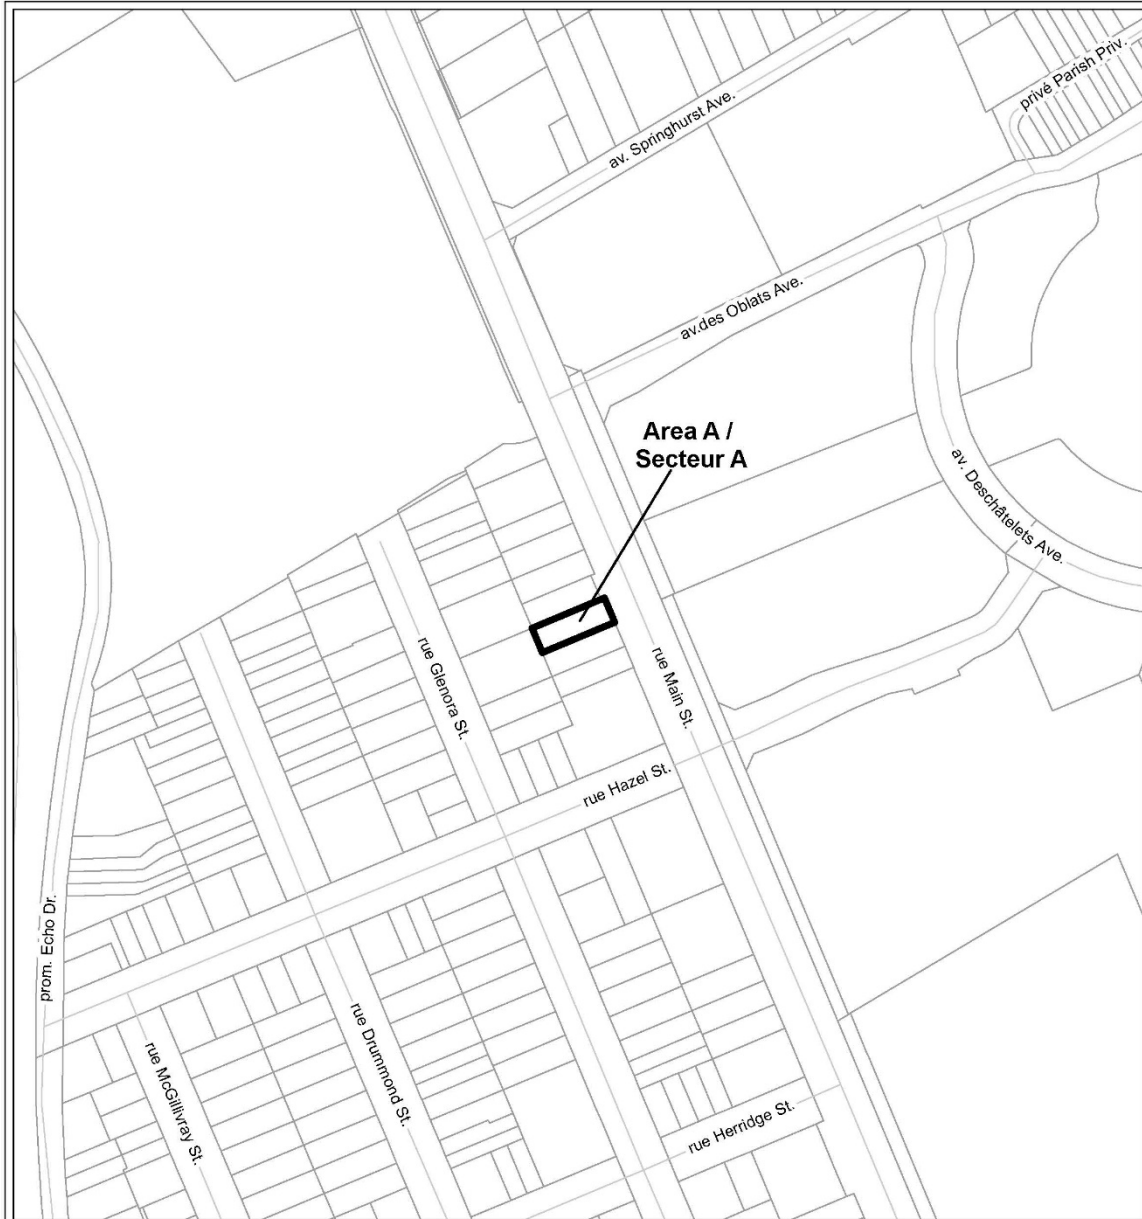 privé Parish Priv.
av. Springhurst Ave.
av.des Oblats Ave.
Area A /
Secteur A
av. Deschâtelets Ave.
rue Glenora St.
rue Main St.
rue Hazel St.
prom. Echo Dr.
rue Drummond St.
rue McGillivray St.
rue Herridge St.